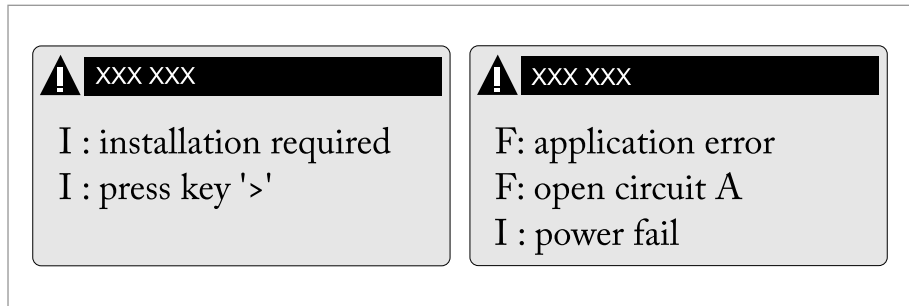 XXX XXX
I : installation required
I : press key '>'
XXX XXX
F: application error
F: open circuit A
I : power fail